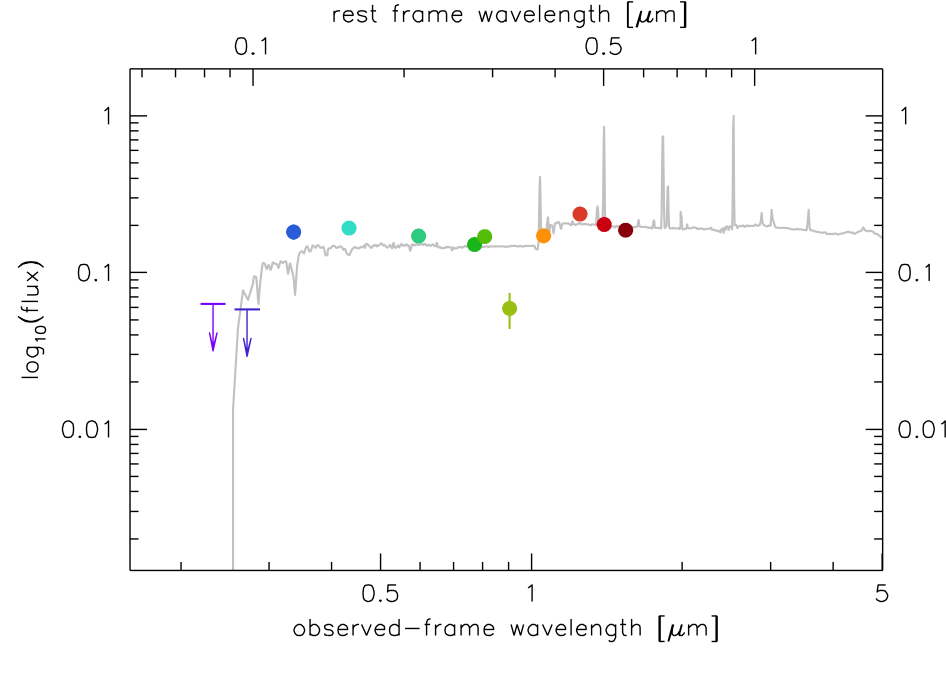 rest frame wavelength [μm]
0.1 0.5 1
1 1
0.1 0.1
0.01 0.01
log10(flux)
0.5 1 5
observed-frame wavelength [μm]